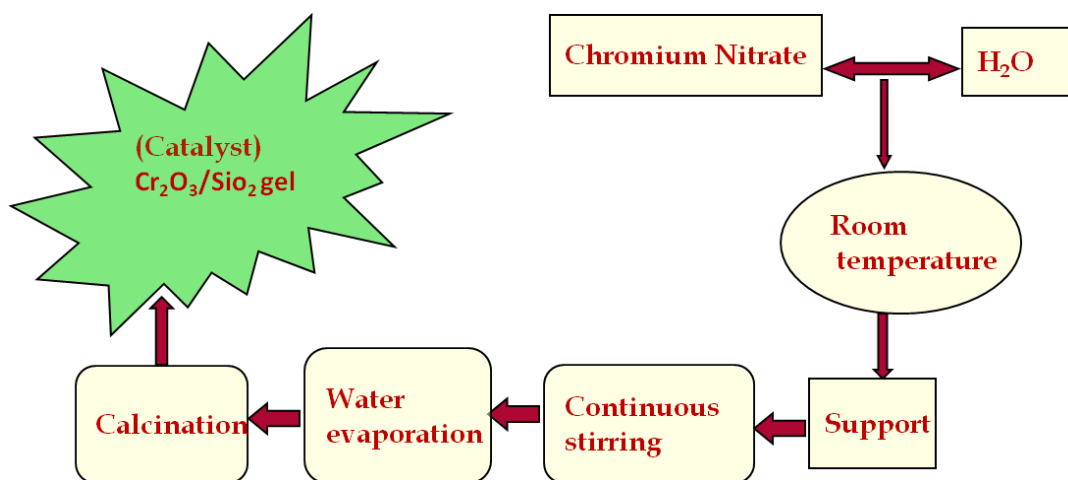 Chromium Nitrate
H₂O
Room
temperature
Support
Continuous
stirring
Water
evaporation
Calcination
(Catalyst)
Cr₂O₃/Sio₂ gel